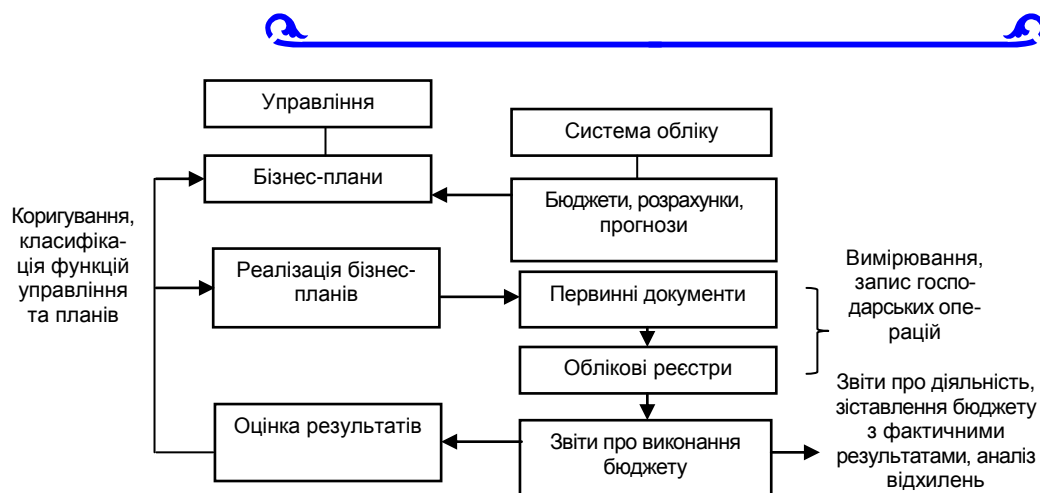 Управління
Система обліку
Бізнес-плани
Бюджети, розрахунки,
прогнози
Коригування,
класифіка-
ція функцій
управління
та планів
Реалізація бізнес-
планів
Первинні документи
Вимірювання,
запис госпо-
дарських опе-
рацій
Облікові реєстри
Оцінка результатів
Звіти про виконання
бюджету
Звіти про діяльність,
зіставлення бюджету
з фактичними
результатами, аналіз
відхилень